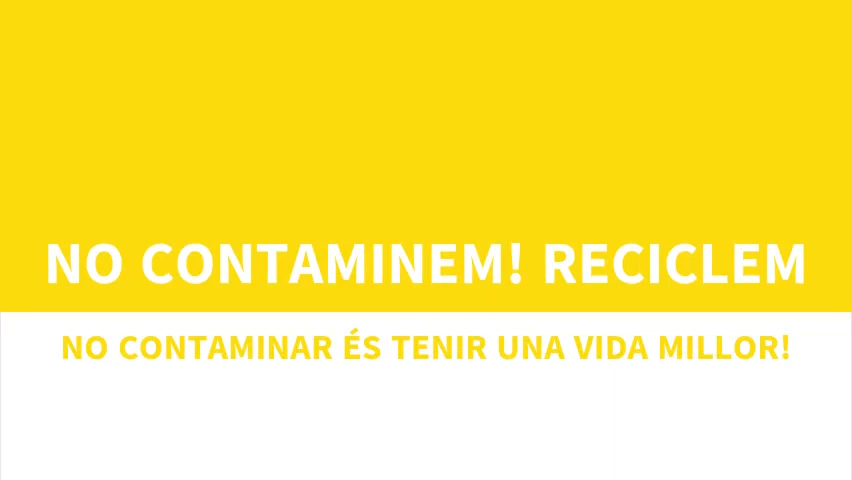 NO CONTAMINEM! RECICLEM
NO CONTAMINAR ÉS TENIR UNA VIDA MILLOR!